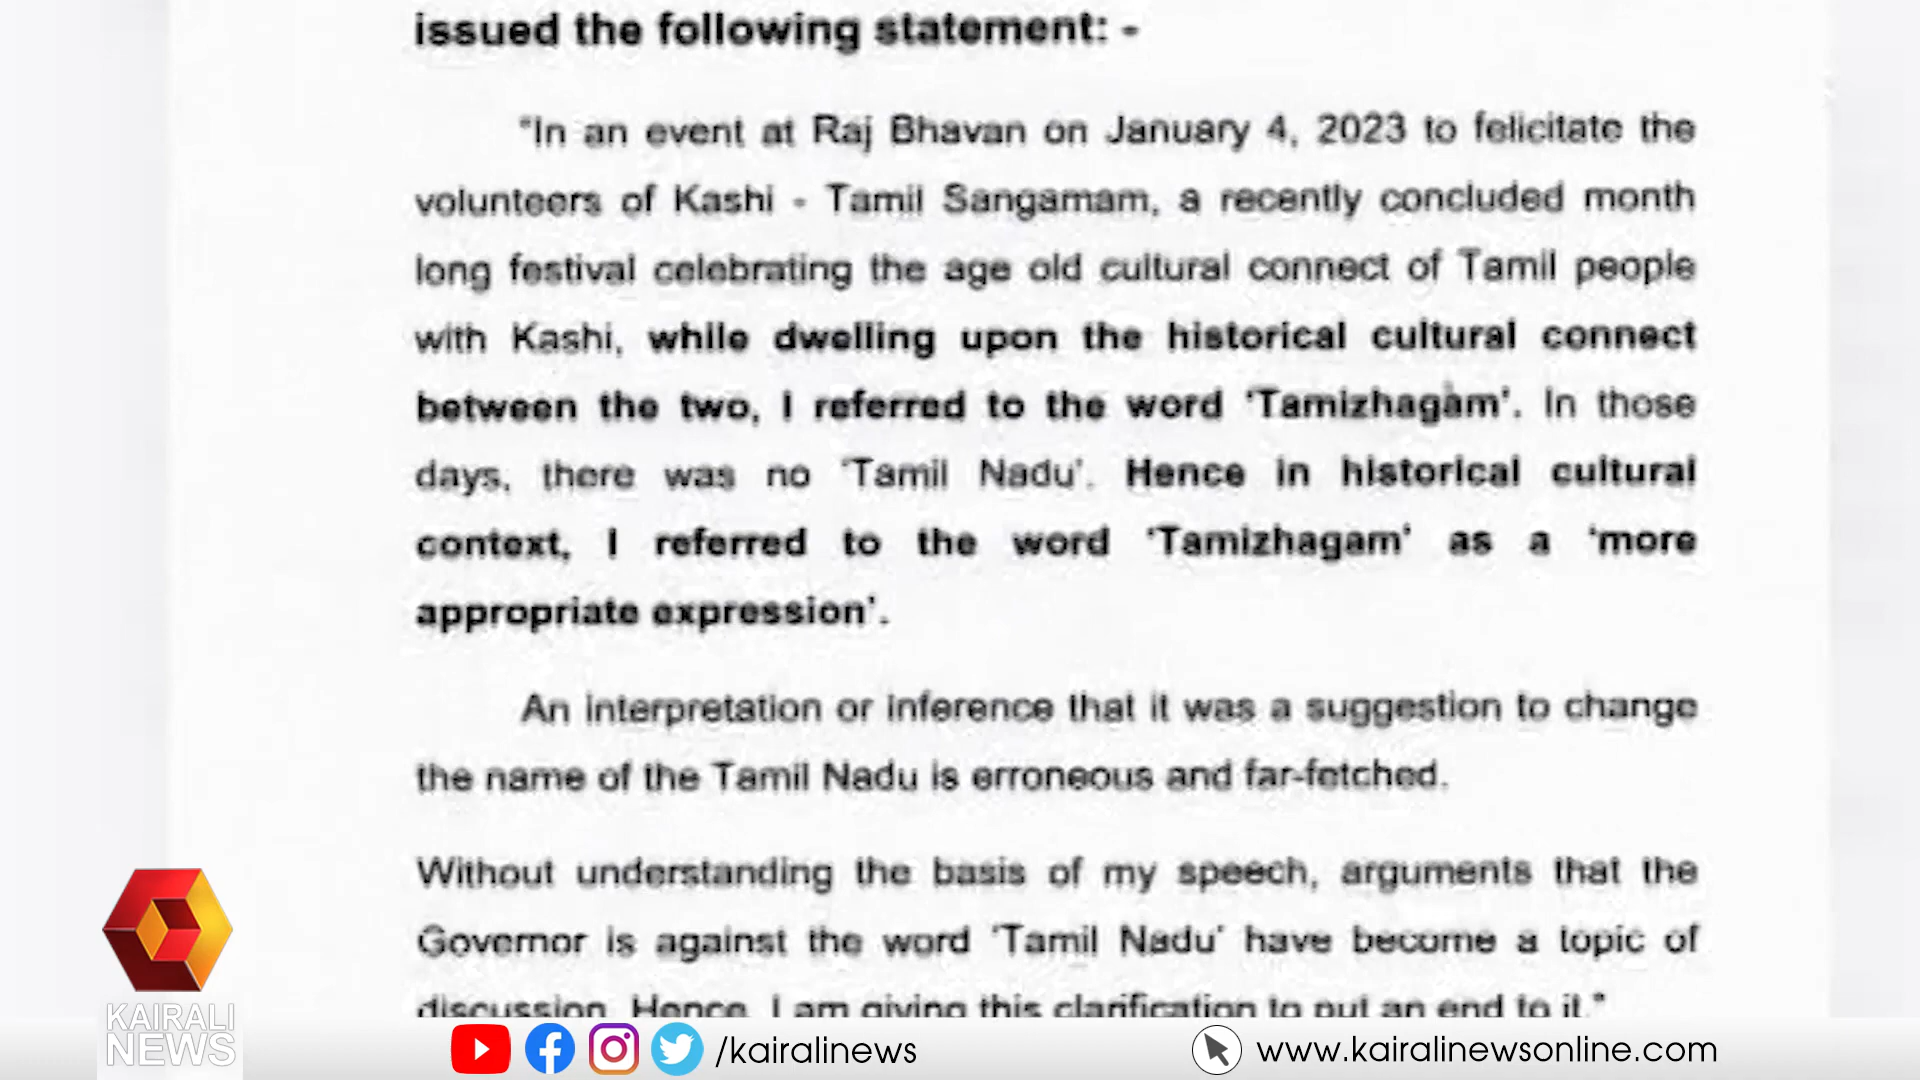 issued the following statement: -
"In an event at Raj Bhavan on January 4, 2023 to felicitate the
volunteers of Kashi - Tamil Sangamam, a recently concluded month
long festival celebrating the age old cultural connect of Tamil people
with Kashi, while dwelling upon the historical cultural connect
between the two, I referred to the word 'Tamizhagam'. In those
days, there was no 'Tamil Nadu'. Hence in historical cultural
context, I referred to the word 'Tamizhagam' as a 'more
appropriate expression'.
An interpretation or inference that it was a suggestion to change
the name of the Tamil Nadu is erroneous and far-fetched.
Without understanding the basis of my speech, arguments that the
Governor is against the word 'Tamil Nadu' have become a topic of
discussion. Hence, I am giving this clarification to put an end to it."
KAIRALI
NEWS
/kairalinews
www.kairalinewsonline.com